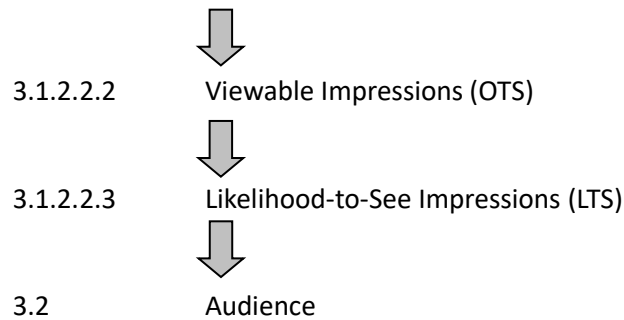 3.1.2.2.2 Viewable Impressions (OTS)
3.1.2.2.3 Likelihood-to-See Impressions (LTS)
3.2 Audience